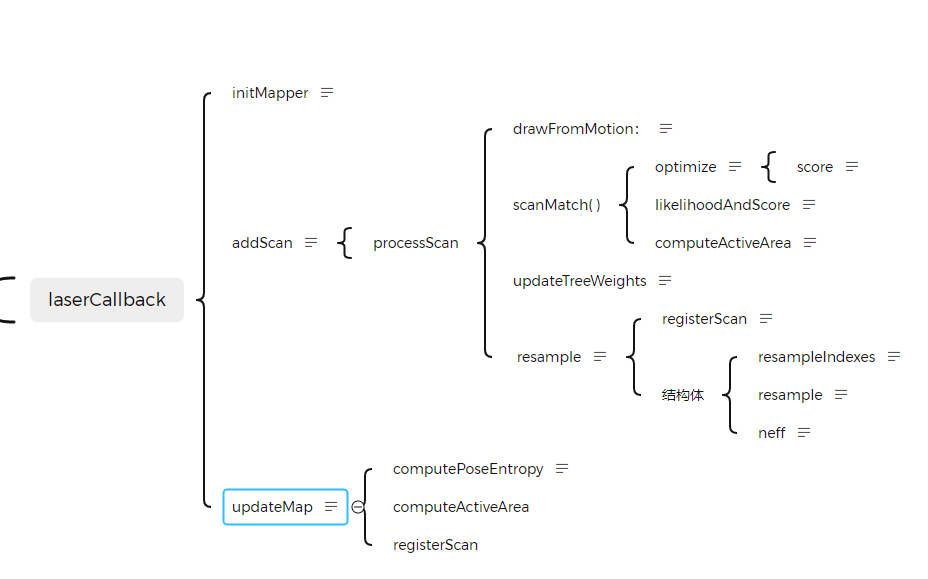 laserCallback
initMapper
addScan
processScan
drawFromMotion：
scanMatch( )
optimize
score
likelihoodAndScore
computeActiveArea
updateTreeWeights
resample
registerScan
结构体
resampleIndexes
resample
neff
updateMap
computePoseEntropy
computeActiveArea
registerScan